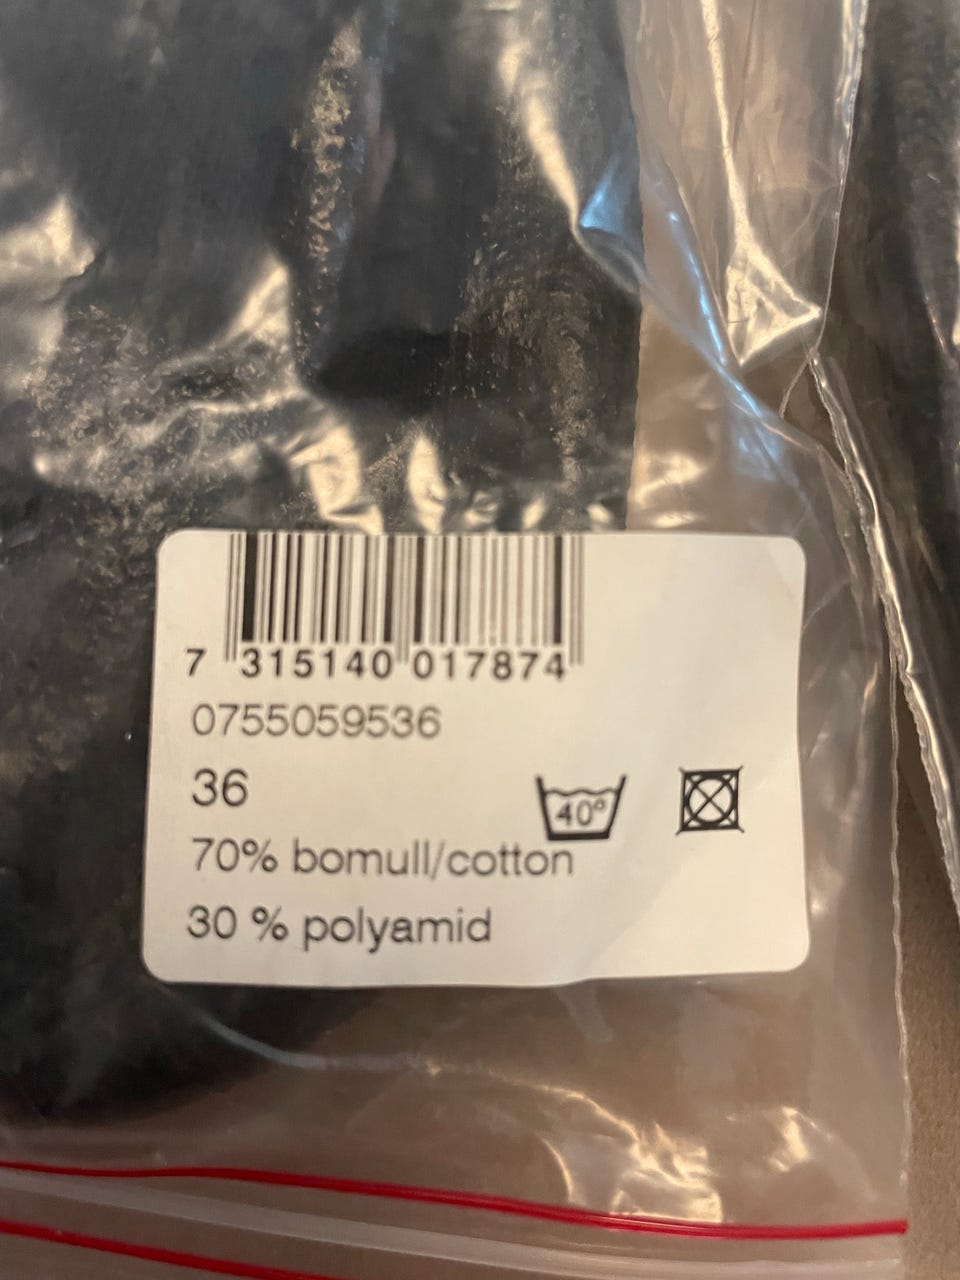 7 315140 017874
0755059536
36
40°
70% bomull/cotton
30 % polyamid